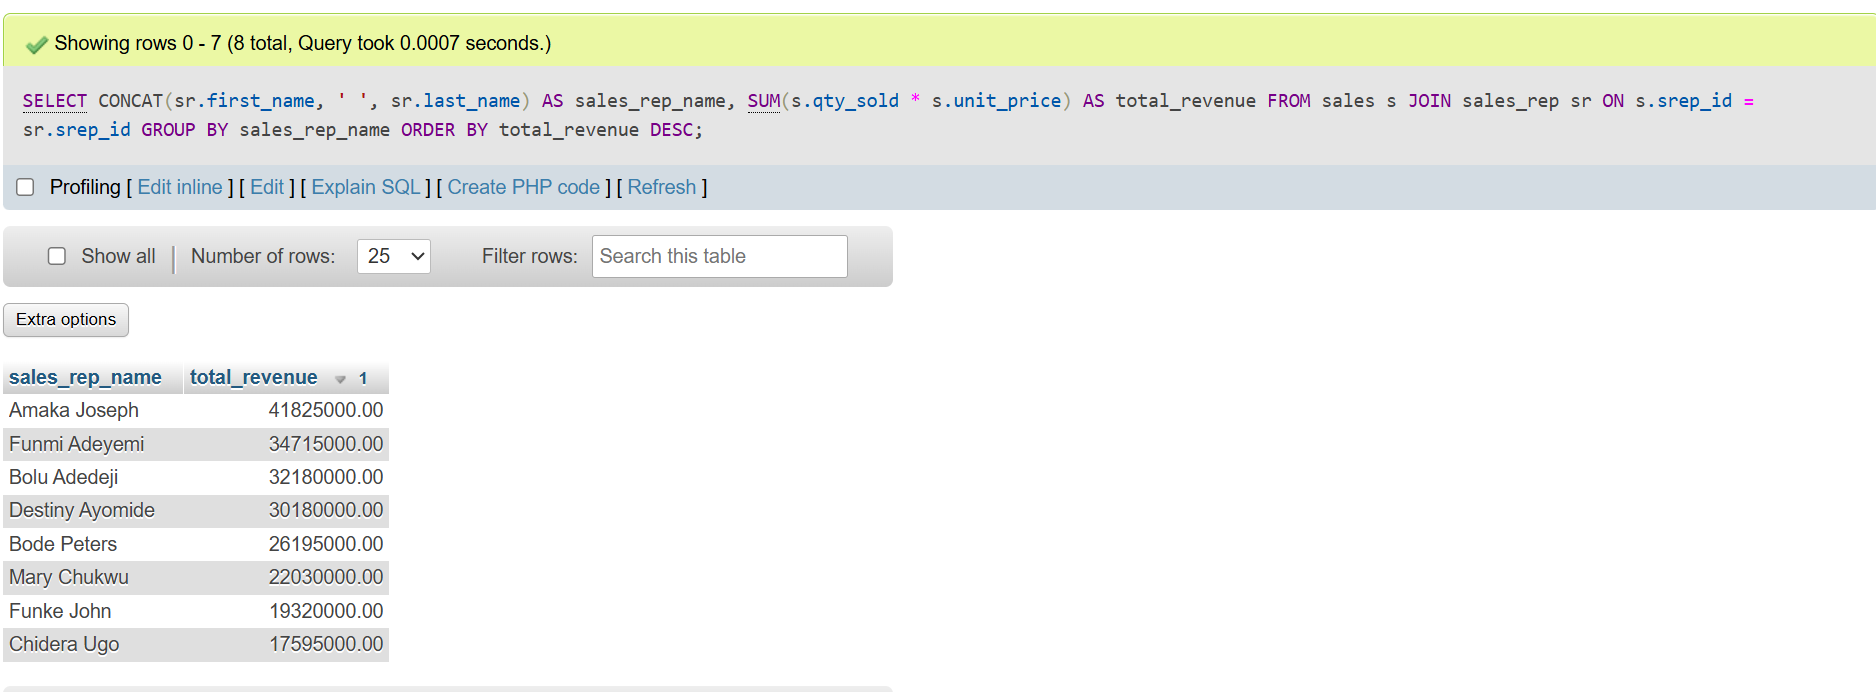 Showing rows 0 - 7 (8 total, Query took 0.0007 seconds.)
SELECT CONCAT(sr.first_name, ' ', sr.last_name) AS sales_rep_name, SUM(s.qty_sold * s.unit_price) AS total_revenue FROM sales s JOIN sales_rep sr ON s.srep_id =
sr.srep_id GROUP BY sales_rep_name ORDER BY total_revenue DESC;
Profiling [ Edit inline ] [ Edit ] [ Explain SQL ] [ Create PHP code ] [ Refresh ]
Show all | Number of rows: 25 Filter rows: Search this table
Extra options
sales_rep_name total_revenue 1
Amaka Joseph 41825000.00
Funmi Adeyemi 34715000.00
Bolu Adedeji 32180000.00
Destiny Ayomide 30180000.00
Bode Peters 26195000.00
Mary Chukwu 22030000.00
Funke John 19320000.00
Chidera Ugo 17595000.00